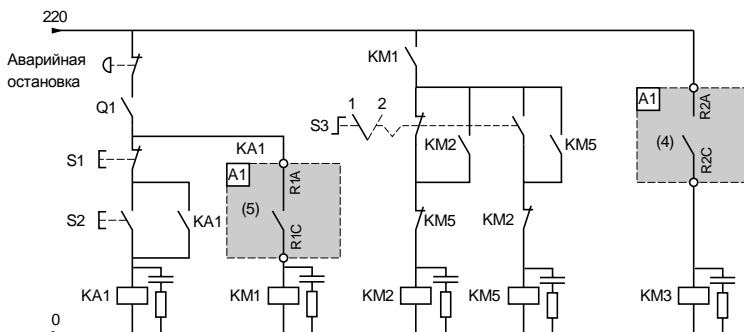 220
Аварийная
остановка
Q1
S1
S2
KA1
KA1
KA1
A1
(5)
R1A
R1C
KM1
KM1
S3
1
2
KM2
KM5
KM5
KM2
KM2
KM5
A1
(4)
R2A
R2C
KM3
0